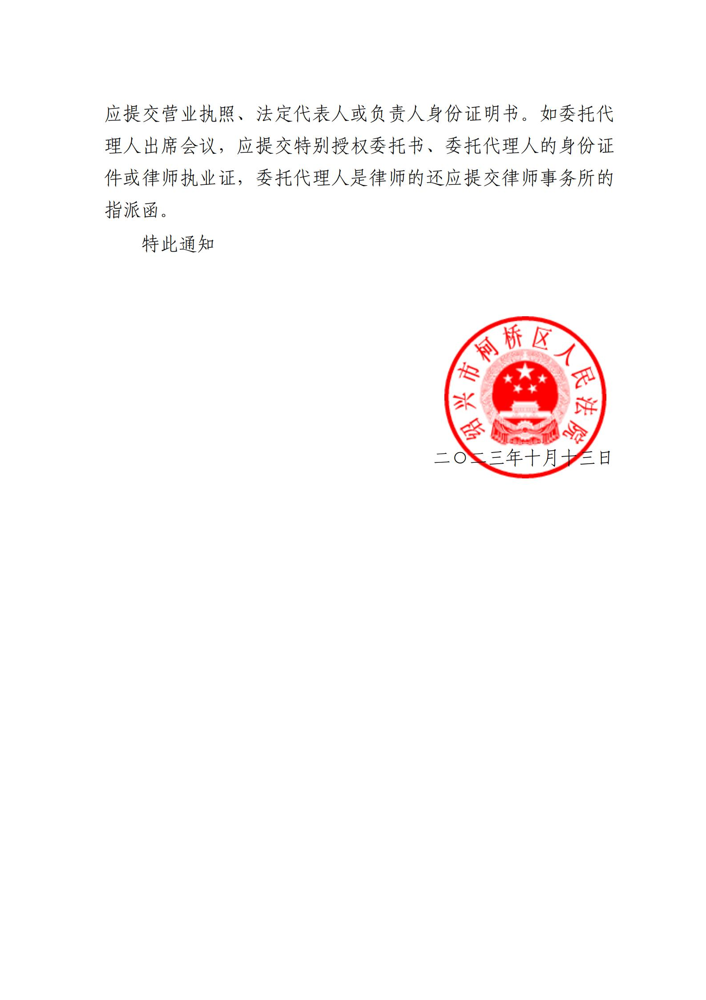 应提交营业执照、法定代表人或负责人身份证明书。如委托代
理人出席会议，应提交特别授权委托书、委托代理人的身份证
件或律师执业证，委托代理人是律师的还应提交律师事务所的
指派函。
特此通知
绍兴市柯桥区人民法院
二〇二三年十月十三日